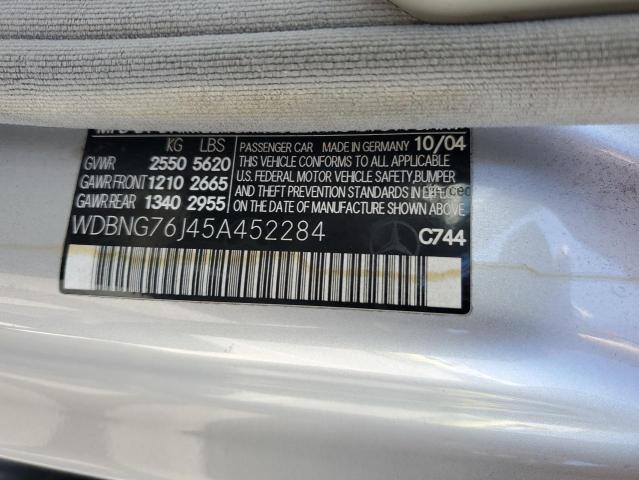 KG LBS PASSENGER CAR MADE IN GERMANY 10/04
GVWR 2550 5620 THIS VEHICLE CONFORMS TO ALL APPLICABLE
GAWR FRONT 1210 2665 U.S. FEDERAL MOTOR VEHICLE SAFETY, BUMPER
GAWR REAR 1340 2955 AND THEFT PREVENTION STANDARDS IN EFFECT
ON THE DATE OF MANUFACTURE SHOWN ABOVE.
WDBNG76J45A452284 C744